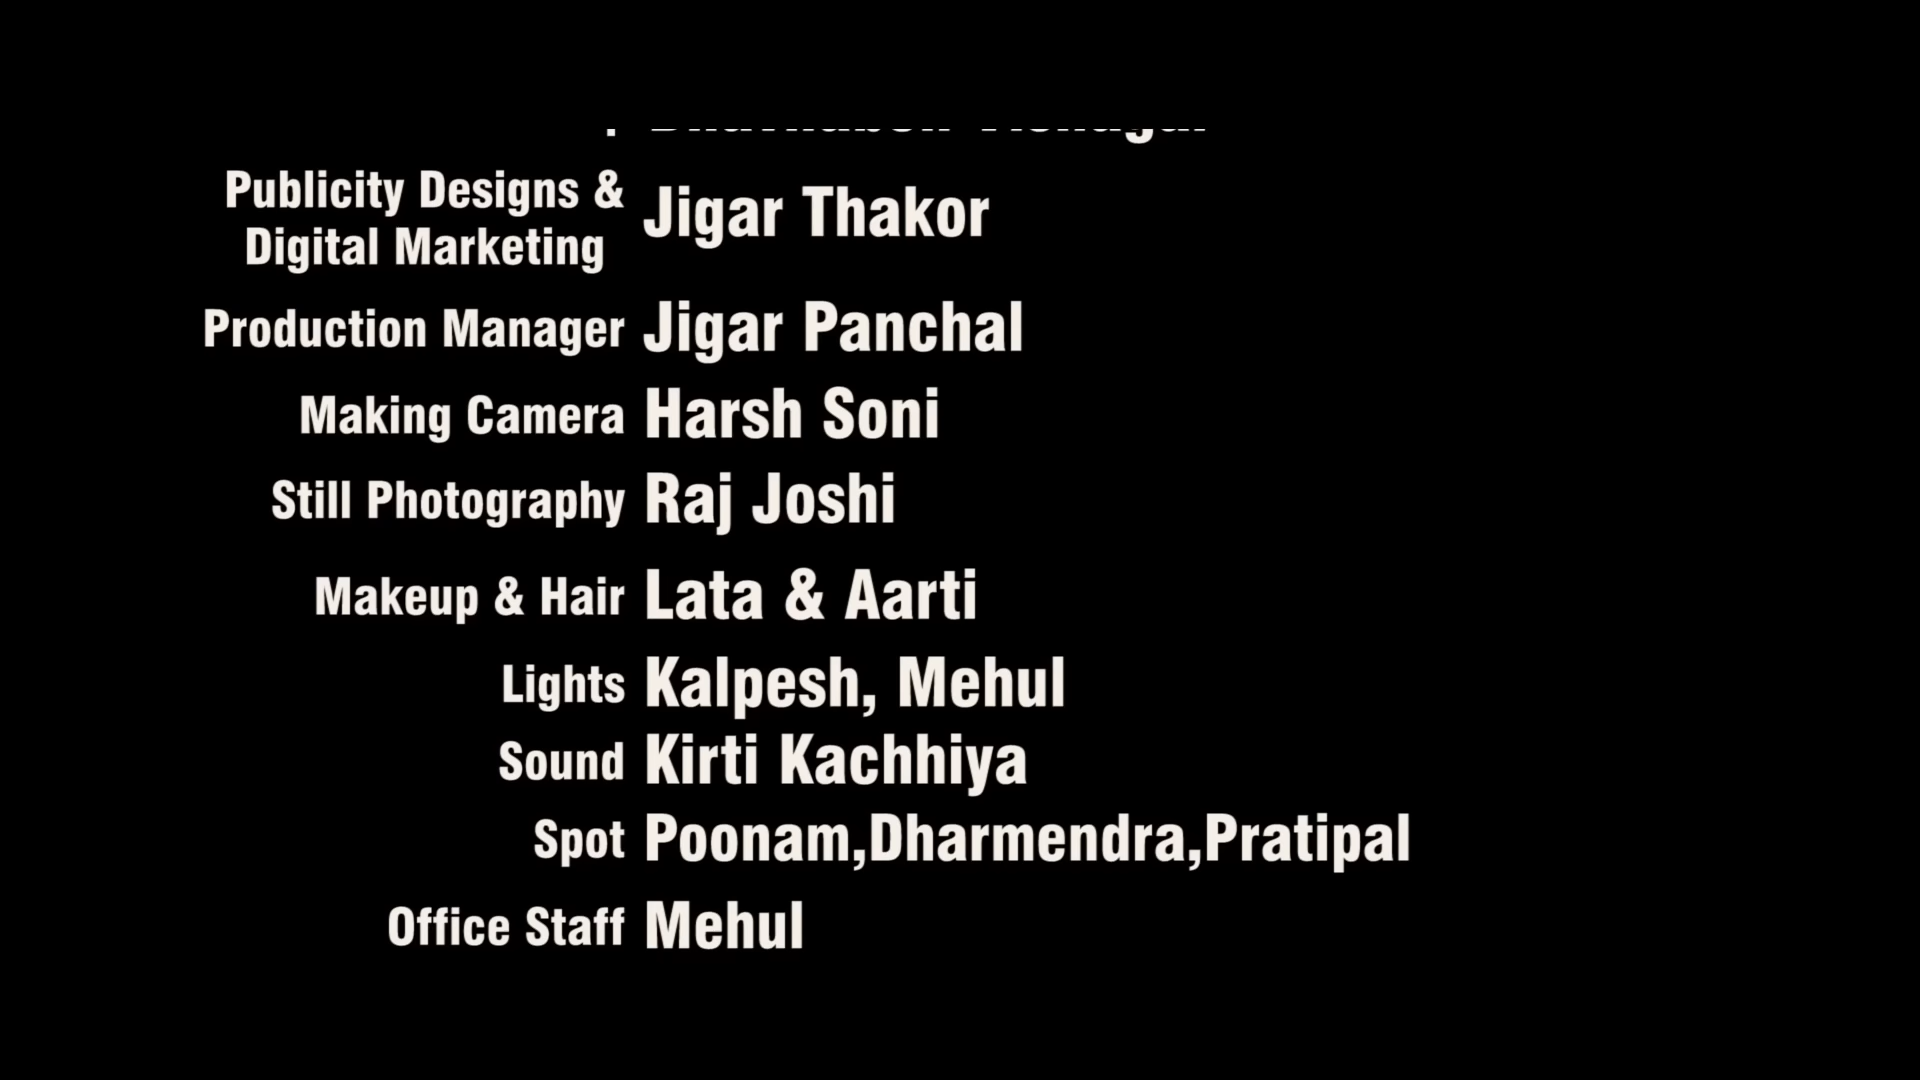 Publicity Designs &
Digital Marketing
Jigar Thakor
Production Manager Jigar Panchal
Making Camera Harsh Soni
Still Photography Raj Joshi
Makeup & Hair Lata & Aarti
Lights Kalpesh, Mehul
Sound Kirti Kachhiya
Spot Poonam,Dharmendra,Pratipal
Office Staff Mehul